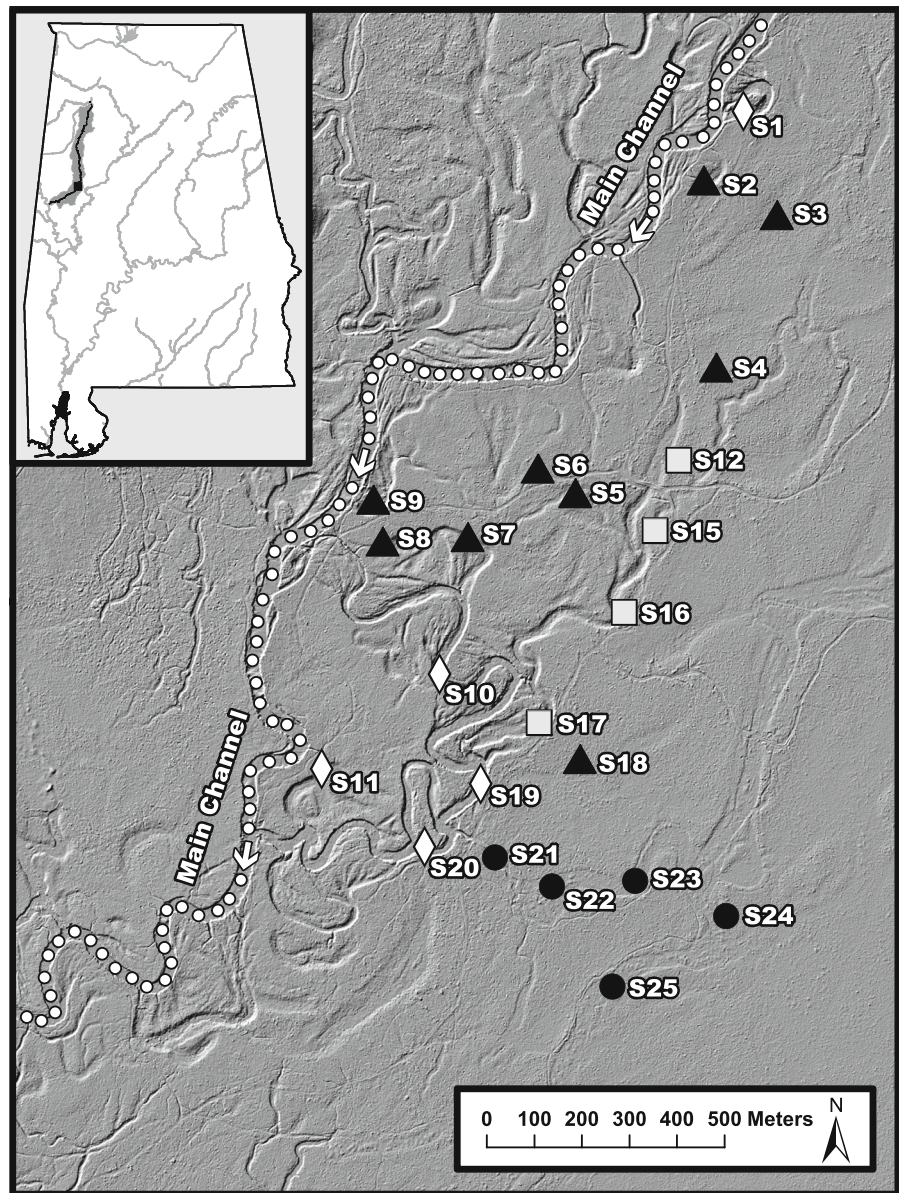 Main Channel
S1
S2
S3
S4
S12
S6
S5
S9
S8
S7
S15
S16
S10
S17
S18
S11
S19
Main Channel
S20
S21
S22
S23
S24
S25
0 100 200 300 400 500 Meters
N